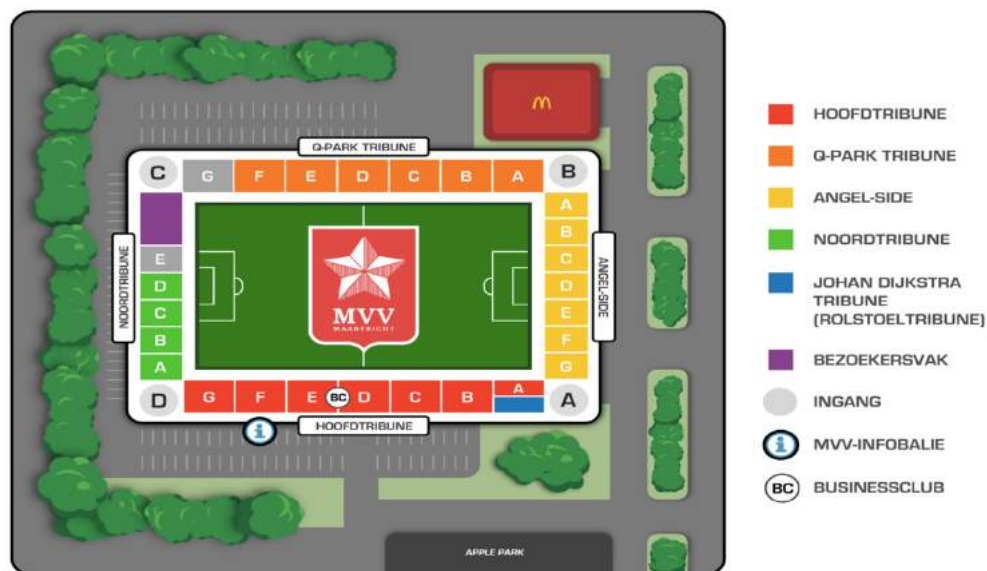 Q-PARK TRIBUNE
C
G
F
E
D
C
B
A
B
NOORDTRIBUNE
E
D
C
B
A
MVV
MAASTRICHT
A
B
C
D
E
F
G
ANGEL-SIDE
D
G
F
E
BC
D
C
B
A
A
i
HOOFDTRIBUNE
APPLE PARK
HOOFDTRIBUNE
Q-PARK TRIBUNE
ANGEL-SIDE
NOORDTRIBUNE
JOHAN DIJKSTRA
TRIBUNE
(ROLSTOELTRIBUNE)
BEZOEKERSVAK
INGANG
i
MVV-INFOBALIE
BC
BUSINESSCLUB